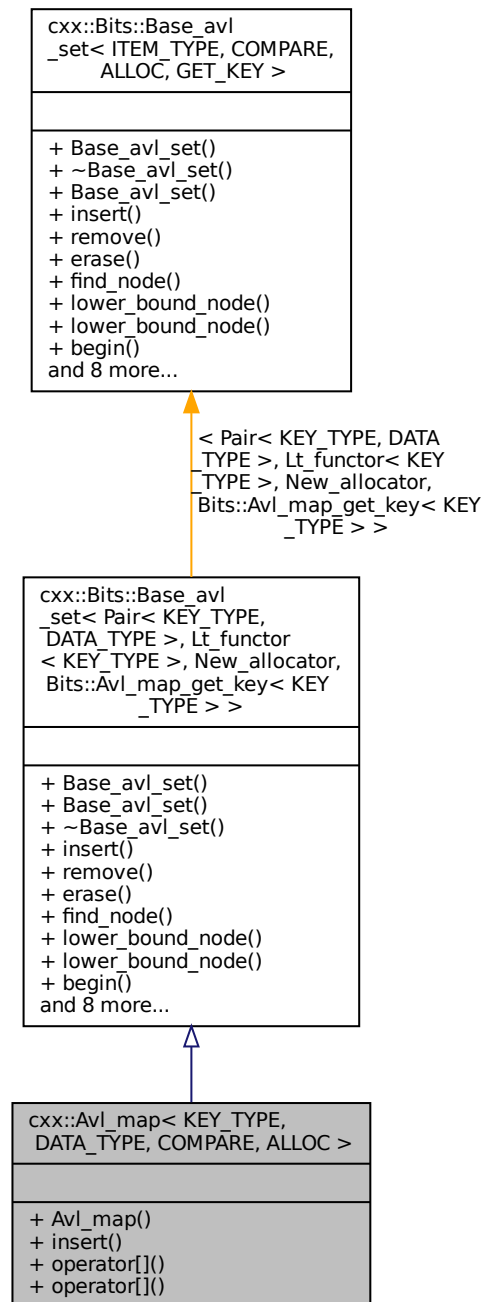 cxx::Bits::Base_avl
_set< ITEM_TYPE, COMPARE,
ALLOC, GET_KEY >
+ Base_avl_set()
+ ~Base_avl_set()
+ Base_avl_set()
+ insert()
+ remove()
+ erase()
+ find_node()
+ lower_bound_node()
+ lower_bound_node()
+ begin()
and 8 more...
< Pair< KEY_TYPE, DATA
_TYPE >, Lt_functor< KEY
_TYPE >, New_allocator,
Bits::Avl_map_get_key< KEY
_TYPE > >
cxx::Bits::Base_avl
_set< Pair< KEY_TYPE,
DATA_TYPE >, Lt_functor
< KEY_TYPE >, New_allocator,
Bits::Avl_map_get_key< KEY
_TYPE > >
+ Base_avl_set()
+ Base_avl_set()
+ ~Base_avl_set()
+ insert()
+ remove()
+ erase()
+ find_node()
+ lower_bound_node()
+ lower_bound_node()
+ begin()
and 8 more...
cxx::Avl_map< KEY_TYPE,
DATA_TYPE, COMPARE, ALLOC >
+ Avl_map()
+ insert()
+ operator[]()
+ operator[]()